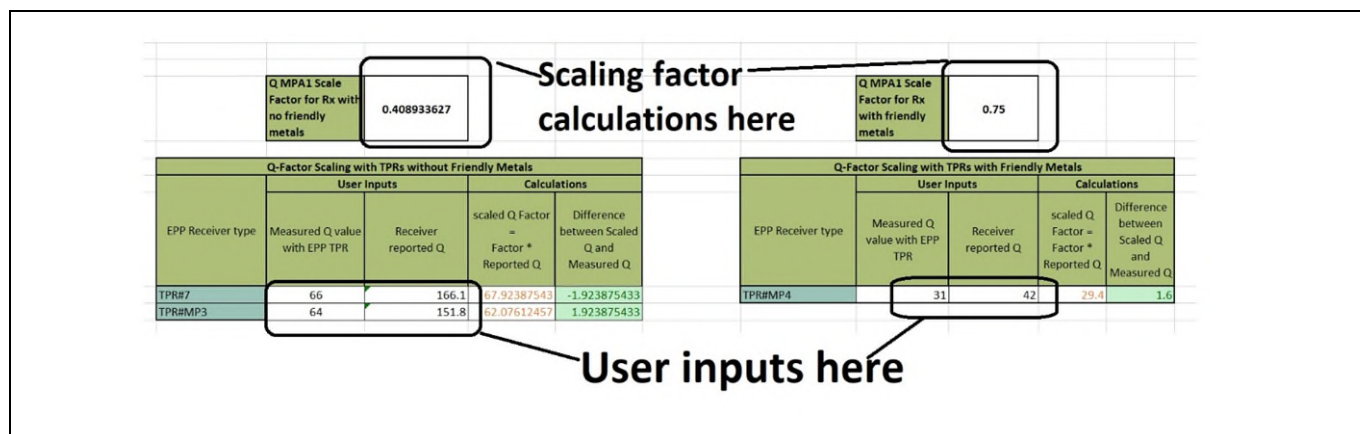 Scaling factor
calculations here
Q MPA1 Scale
Factor for Rx with
no friendly
metals
0.408933627
Q MPA1 Scale
Factor for Rx
with friendly
metals
0.75
Q-Factor Scaling with TPRs without Friendly Metals
User Inputs
Calculations
EPP Receiver type
Measured Q value
with EPP TPR
Receiver
reported Q
scaled Q Factor
=
Factor *
Reported Q
Difference
between Scaled
Q and
Measured Q
TPR#7 66 166.1 67.92387543 -1.923875433
TPR#MP3 64 151.8 62.07612457 1.923875433
Q-Factor Scaling with TPRs with Friendly Metals
User Inputs
Calculations
EPP Receiver type
Measured Q
value with EPP
TPR
Receiver
reported Q
scaled Q
Factor =
Factor *
Reported Q
Difference
between
Scaled Q
and
Measured Q
TPR#MP4 31 42 29.4 1.6
User inputs here